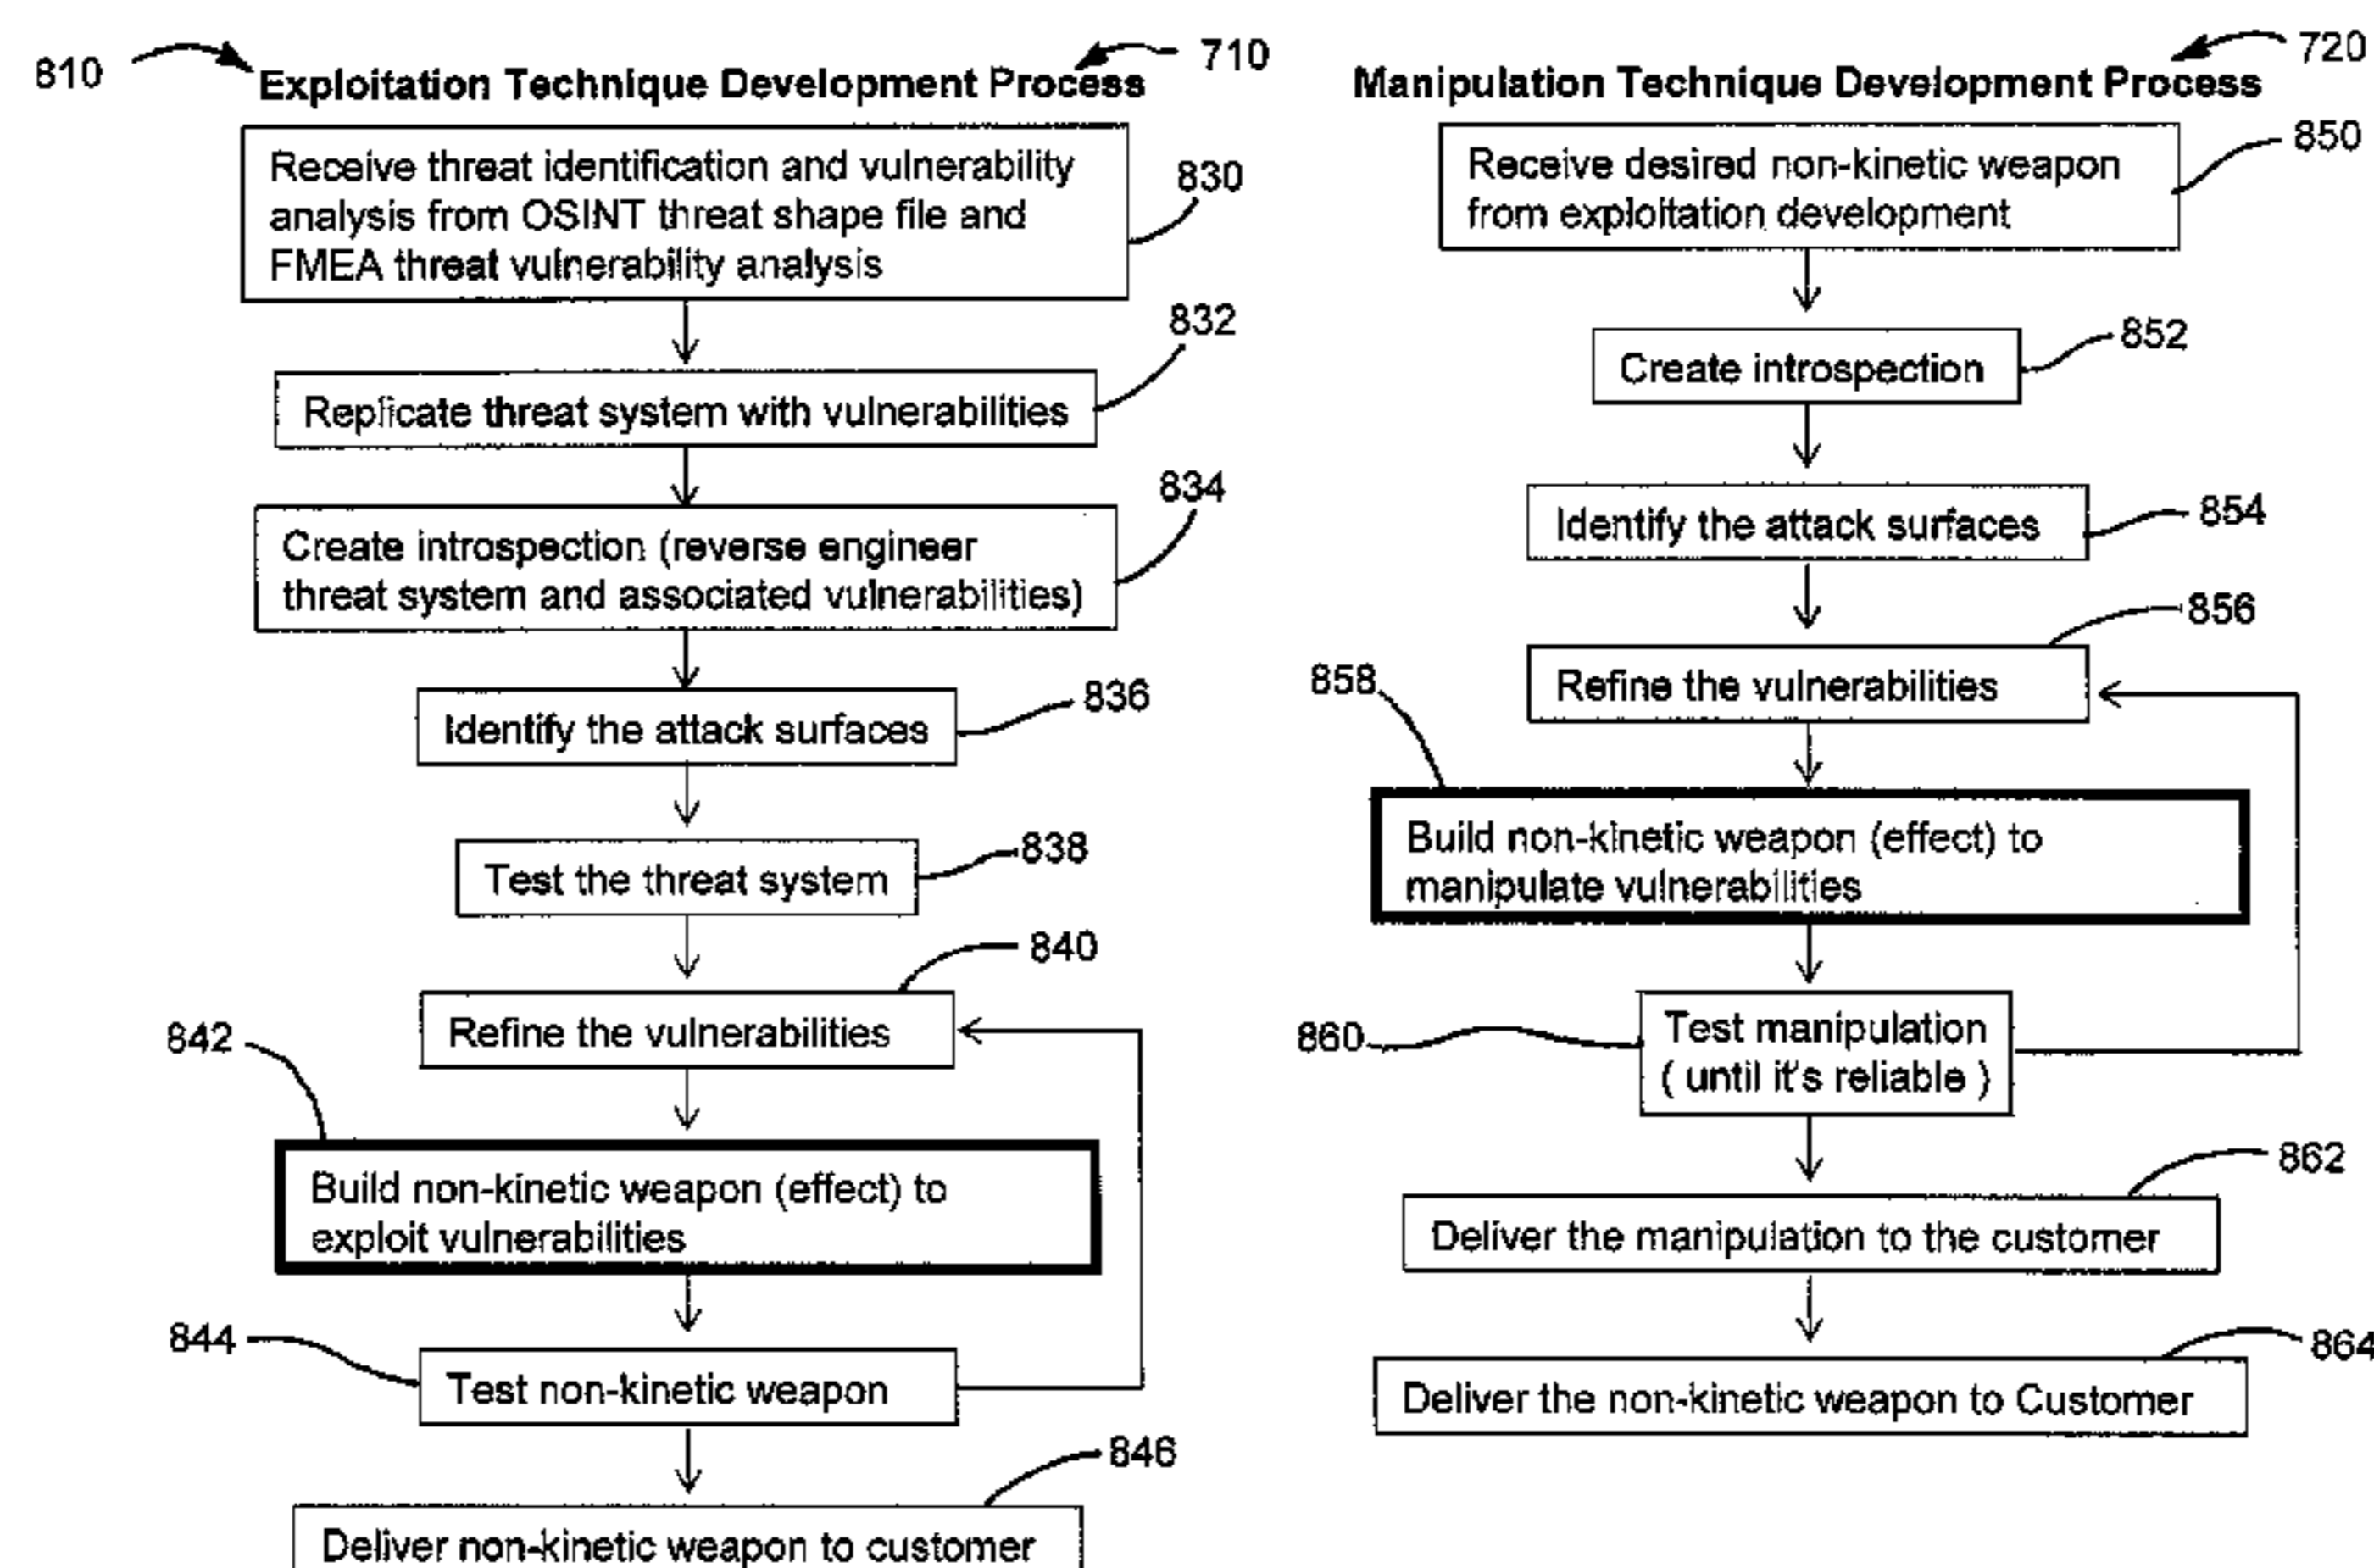 810
Exploitation Technique Development Process
710
Receive threat identification and vulnerability
analysis from OSINT threat shape file and
FMEA threat vulnerability analysis
830
Replicate threat system with vulnerabilities
832
Create introspection (reverse engineer
threat system and associated vulnerabilities)
834
Identify the attack surfaces
836
Test the threat system
838
Refine the vulnerabilities
840
842
Build non-kinetic weapon (effect) to
exploit vulnerabilities
844
Test non-kinetic weapon
846
Deliver non-kinetic weapon to customer
Manipulation Technique Development Process
720
Receive desired non-kinetic weapon
from exploitation development
850
Create introspection
852
Identify the attack surfaces
854
Refine the vulnerabilities
856
858
Build non-kinetic weapon (effect) to
manipulate vulnerabilities
860
Test manipulation
( until it's reliable )
862
Deliver the manipulation to the customer
864
Deliver the non-kinetic weapon to Customer